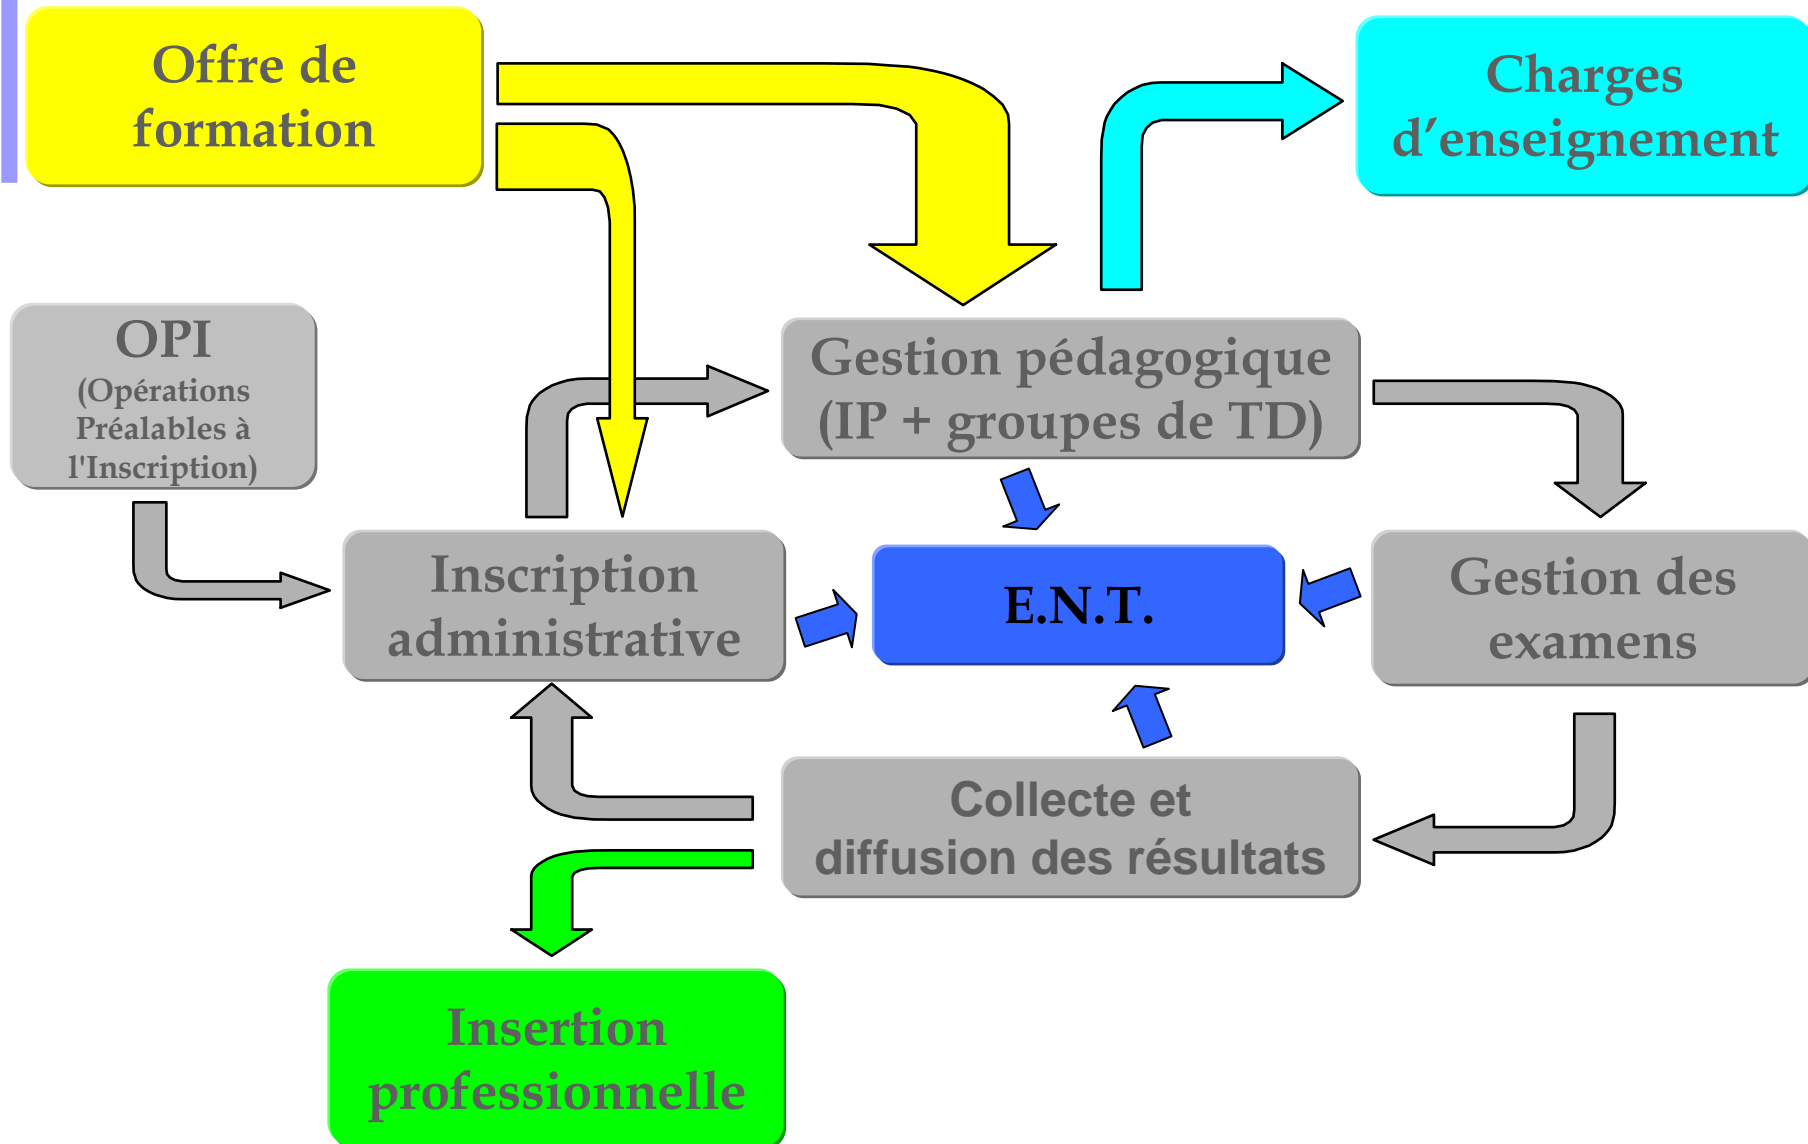 Offre de
formation
Charges
d’enseignement
OPI
(Opérations
Préalables à
l'Inscription)
Gestion pédagogique
(IP + groupes de TD)
Inscription
administrative
E.N.T.
Gestion des
examens
Collecte et
diffusion des résultats
Insertion
professionnelle